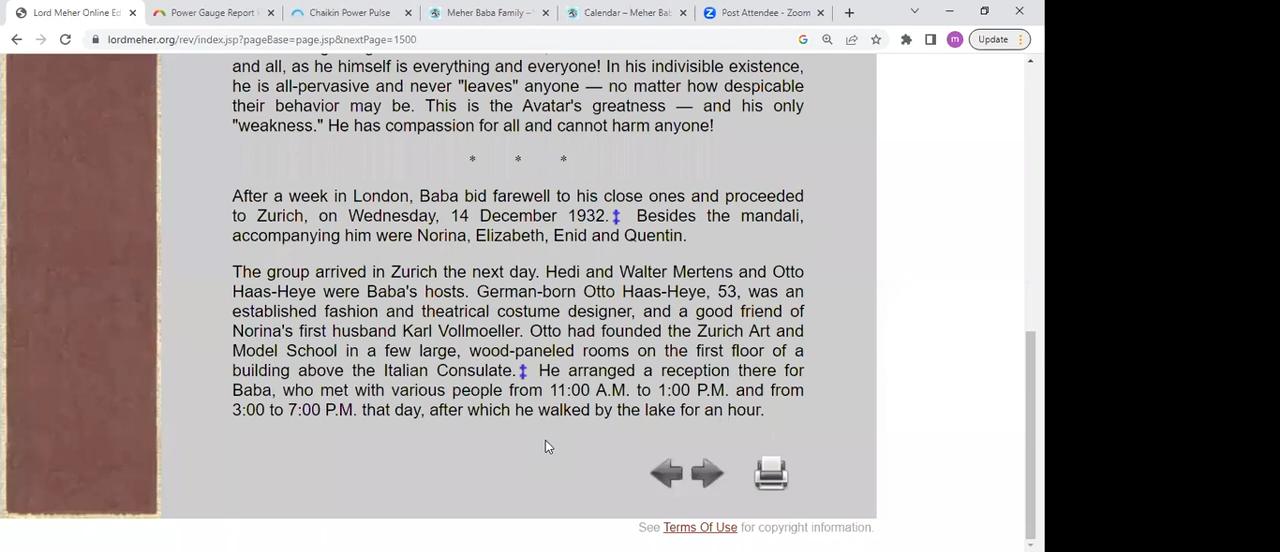 Lord Meher Online Ed
Power Gauge Report
Chaikin Power Pulse
Meher Baba Family –
Calendar – Meher Bab
Post Attendee - Zoom
lordmeher.org/rev/index.jsp?pageBase=page.jsp&nextPage=1500
m
Update
and all, as he himself is everything and everyone! In his indivisible existence,
he is all-pervasive and never "leaves" anyone — no matter how despicable
their behavior may be. This is the Avatar's greatness — and his only
"weakness." He has compassion for all and cannot harm anyone!
* * *
After a week in London, Baba bid farewell to his close ones and proceeded
to Zurich, on Wednesday, 14 December 1932.‡ Besides the mandali,
accompanying him were Norina, Elizabeth, Enid and Quentin.
The group arrived in Zurich the next day. Hedi and Walter Mertens and Otto
Haas-Heye were Baba's hosts. German-born Otto Haas-Heye, 53, was an
established fashion and theatrical costume designer, and a good friend of
Norina's first husband Karl Vollmoeller. Otto had founded the Zurich Art and
Model School in a few large, wood-paneled rooms on the first floor of a
building above the Italian Consulate.‡ He arranged a reception there for
Baba, who met with various people from 11:00 A.M. to 1:00 P.M. and from
3:00 to 7:00 P.M. that day, after which he walked by the lake for an hour.
See Terms Of Use for copyright information.